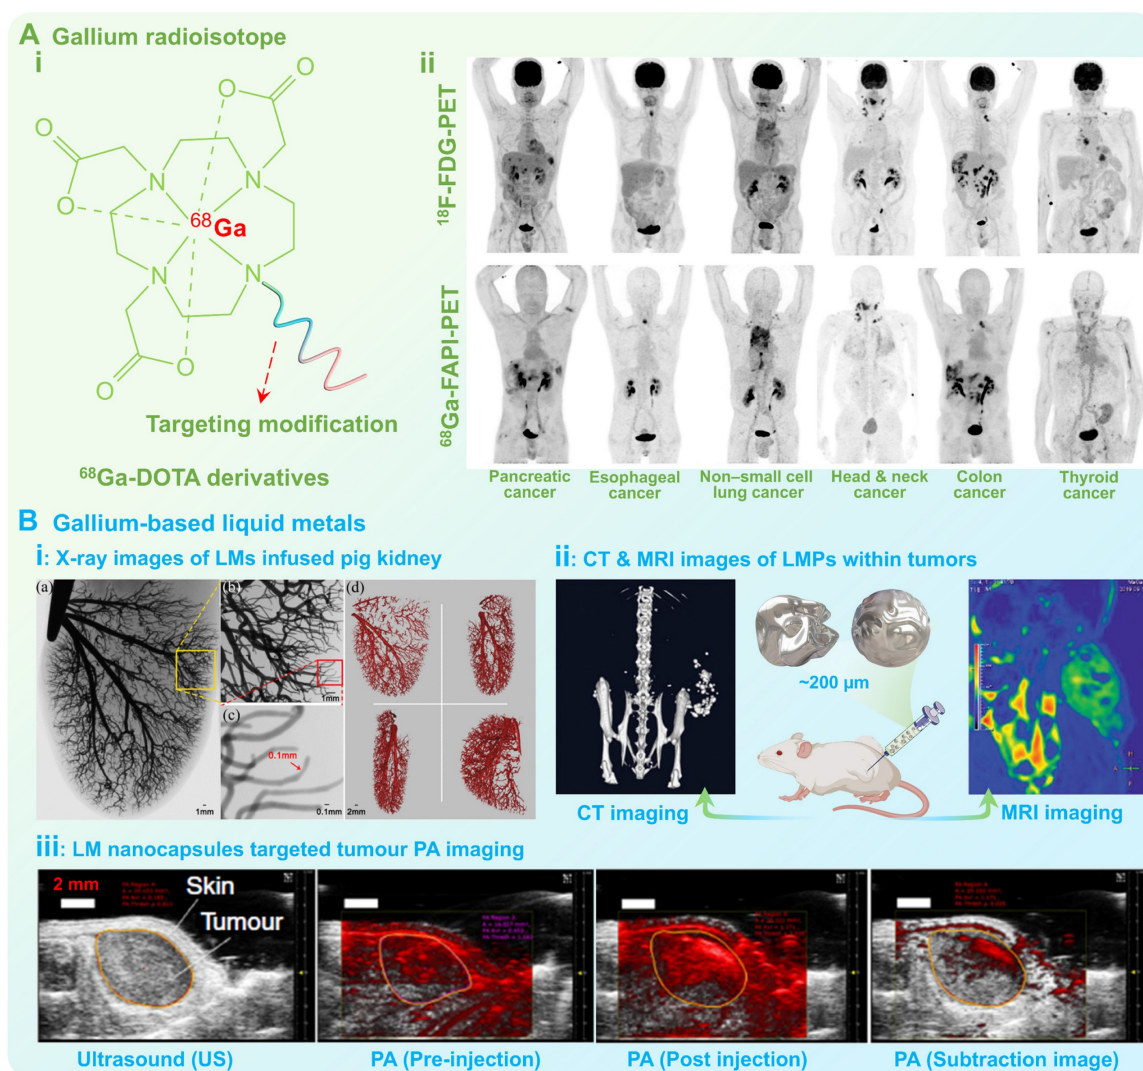 A Gallium radioisotope
i
ii
O
O
O
O
O
O
N
N
N
N
⁶⁸Ga
Targeting modification
⁶⁸Ga-DOTA derivatives
¹⁸F-FDG-PET
⁶⁸Ga-FAPI-PET
Pancreatic
cancer
Esophageal
cancer
Non–small cell
lung cancer
Head & neck
cancer
Colon
cancer
Thyroid
cancer
B Gallium-based liquid metals
i: X-ray images of LMs infused pig kidney
(a)
1mm
(b)
1mm
(c)
0.1mm
0.1mm
(d)
2mm
ii: CT & MRI images of LMPs within tumors
~200 µm
CT imaging
MRI imaging
iii: LM nanocapsules targeted tumour PA imaging
2 mm
Skin
Tumour
Ultrasound (US)
PA (Pre-injection)
PA (Post injection)
PA (Subtraction image)